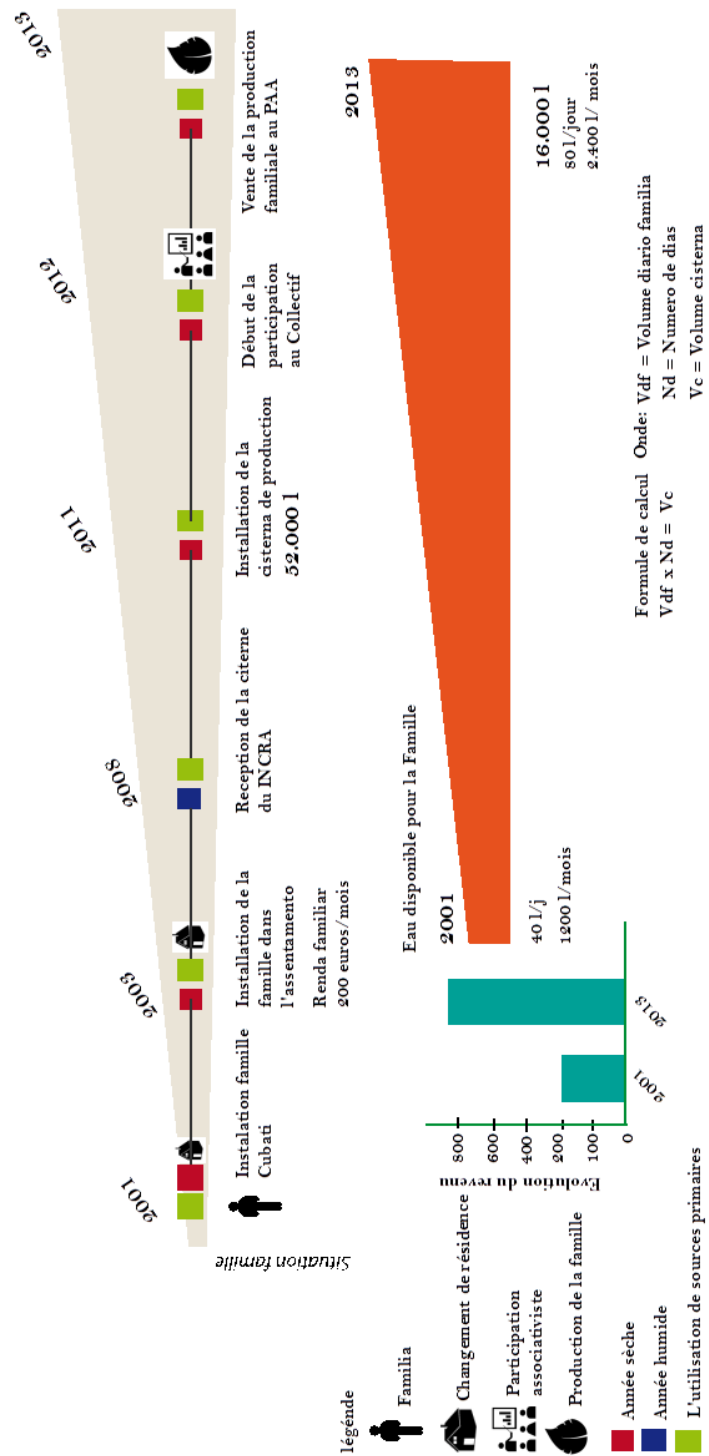 2001
2003
2008
2011
2012
2013
Situation famille
Instalation famille
Cubati
Installation de la
famille dans
l'assentamento
Renda familiar
200 euros/mois
Reception de la citerne
du INCRA
Installation de la
cisterna de production
52.000 l
Début de la
participation
au Collectif
Vente de la production
familiale au PAA
légénde
Familia
Changement de résidence
Participation
associativiste
Production de la famille
Année sèche
Année humide
L'utilisation de sources primaires
Evolution du revenu
800
600
400
200
100
0
2001
2013
Eau disponible pour la Famille
2001
2013
40 l/j
1200 l/mois
16.000 l
80 l/jour
2.400 l/ mois
Formule de calcul
Vdf x Nd = Vc
Onde: Vdf = Volume diario familia
Nd = Numero de dias
Vc = Volume cisterna